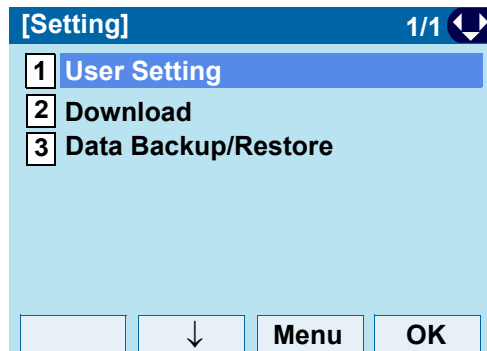 [Setting] 1/1
1 User Setting
2 Download
3 Data Backup/Restore
↓ Menu OK